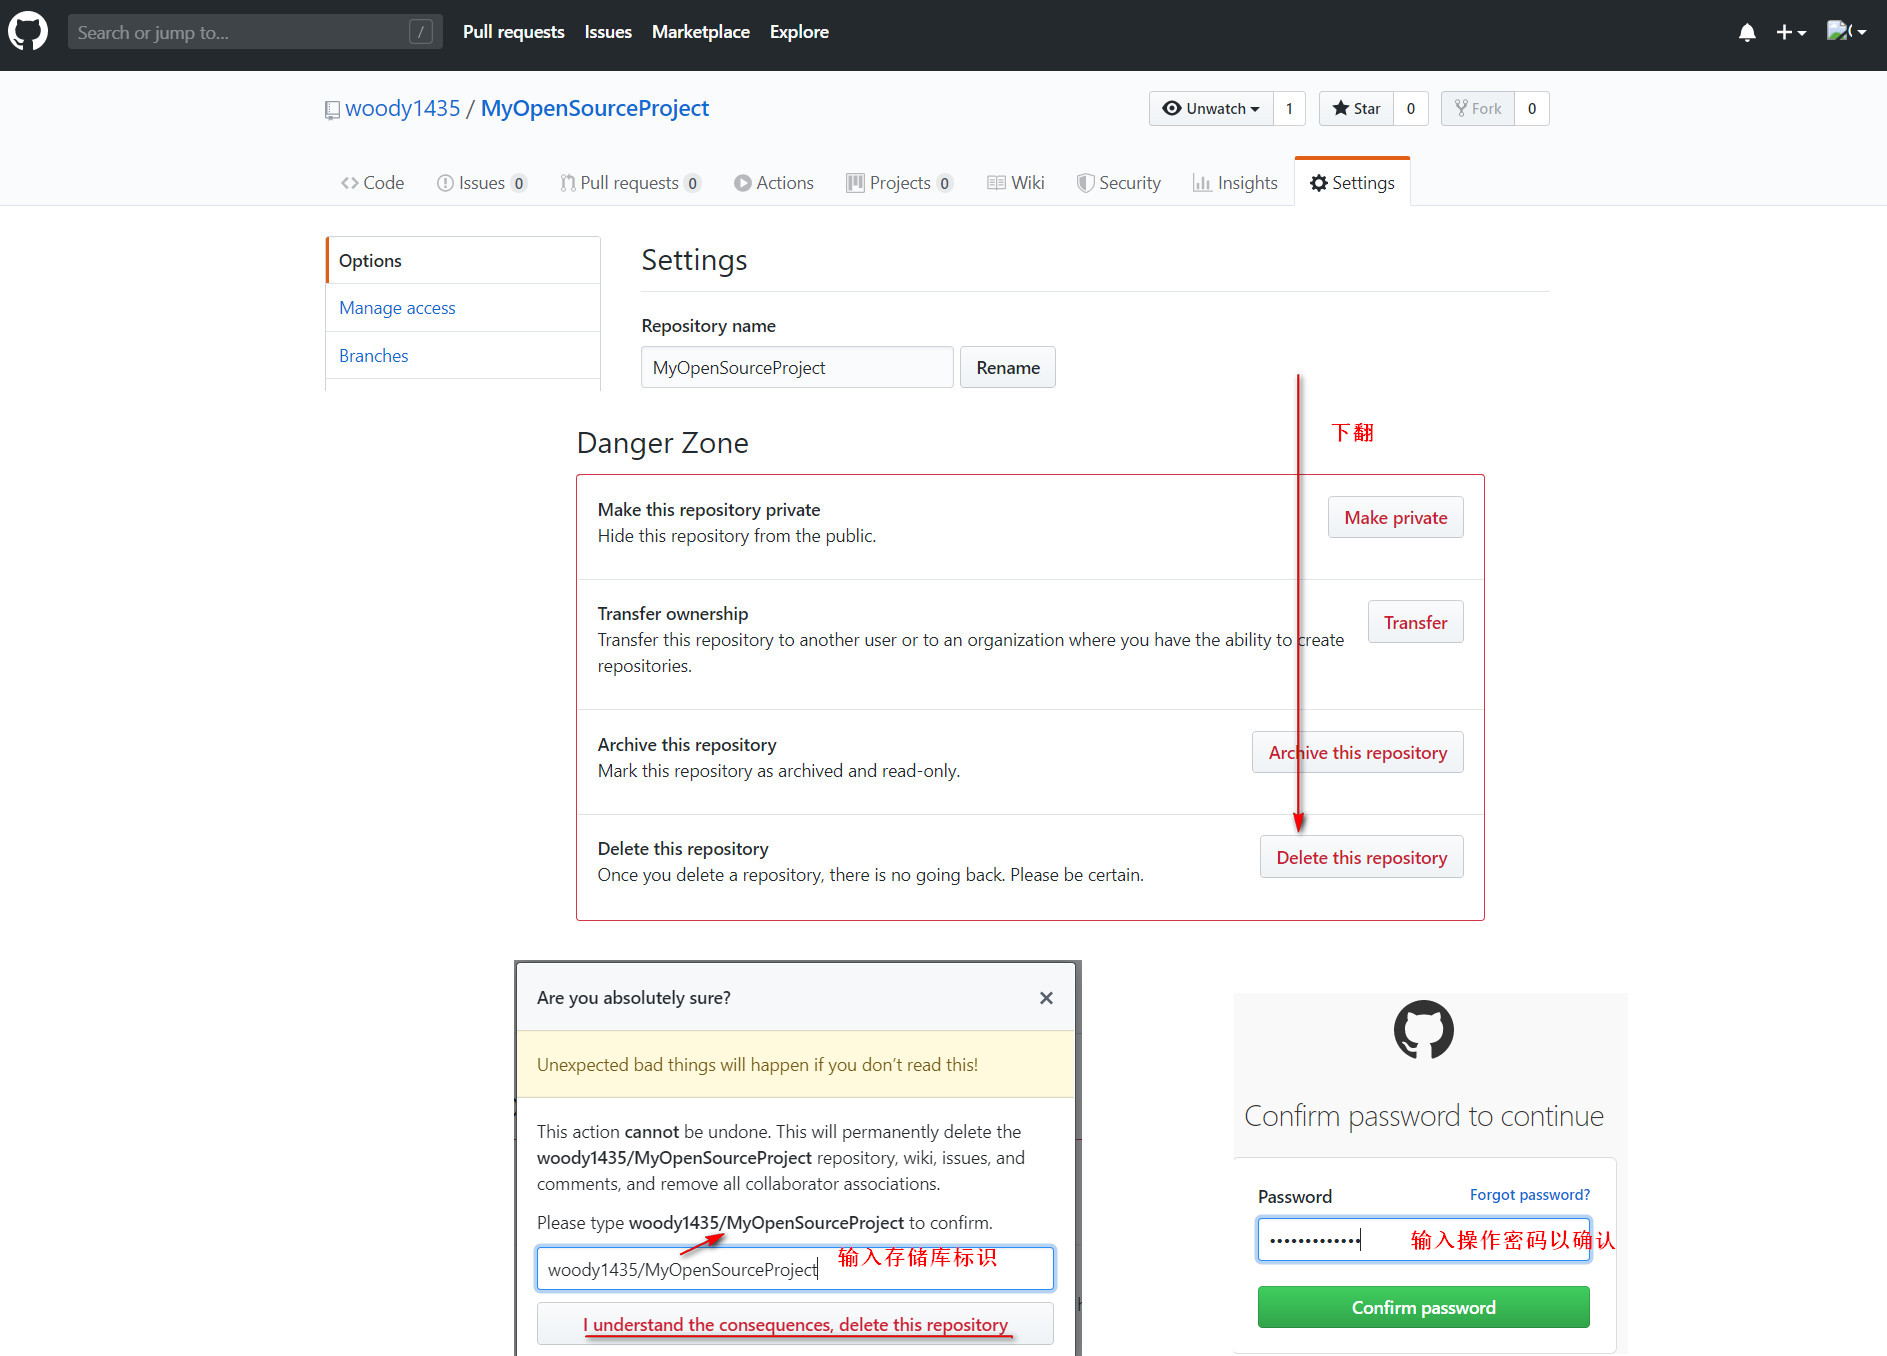 Search or jump to... /
Pull requests Issues Marketplace Explore
woody1435 / MyOpenSourceProject
Unwatch 1 Star 0 Fork 0
Code Issues 0 Pull requests 0 Actions Projects 0 Wiki Security Insights Settings
Options
Manage access
Branches
Settings
Repository name
MyOpenSourceProject Rename
下翻
Danger Zone
Make this repository private
Hide this repository from the public.
Make private
Transfer ownership
Transfer this repository to another user or to an organization where you have the ability to create
repositories.
Transfer
Archive this repository
Mark this repository as archived and read-only.
Archive this repository
Delete this repository
Once you delete a repository, there is no going back. Please be certain.
Delete this repository
Are you absolutely sure?
Unexpected bad things will happen if you don’t read this!
This action cannot be undone. This will permanently delete the
woody1435/MyOpenSourceProject repository, wiki, issues, and
comments, and remove all collaborator associations.
Please type woody1435/MyOpenSourceProject to confirm.
输入存储库标识
woody1435/MyOpenSourceProject
I understand the consequences, delete this repository
Confirm password to continue
Password Forgot password?
输入操作密码以确认
Confirm password